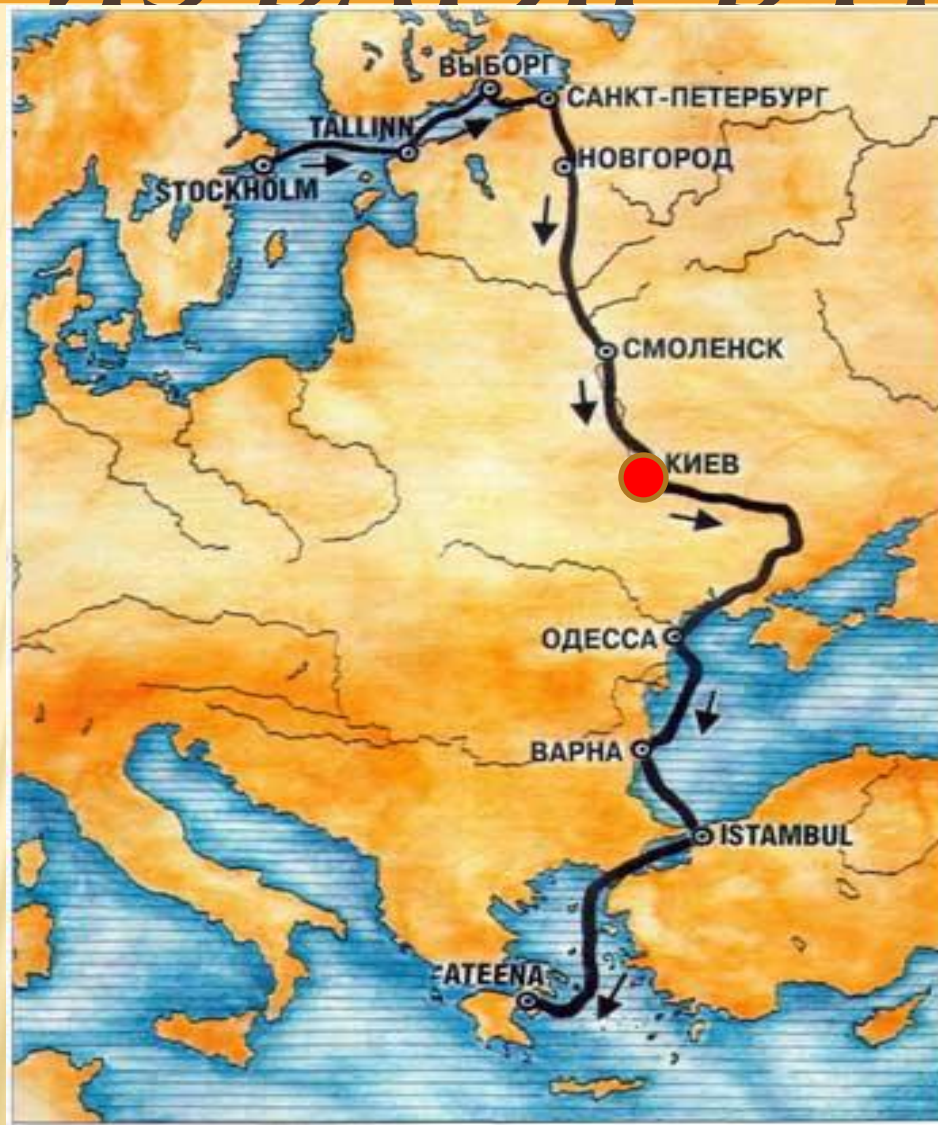 ВЫБОРГ
САНКТ-ПЕТЕРБУРГ
TALLINN
НОВГОРОД
STOCKHOLM
СМОЛЕНСК
КИЕВ
ОДЕССА
ВАРНА
ISTAMBUL
ATEENA